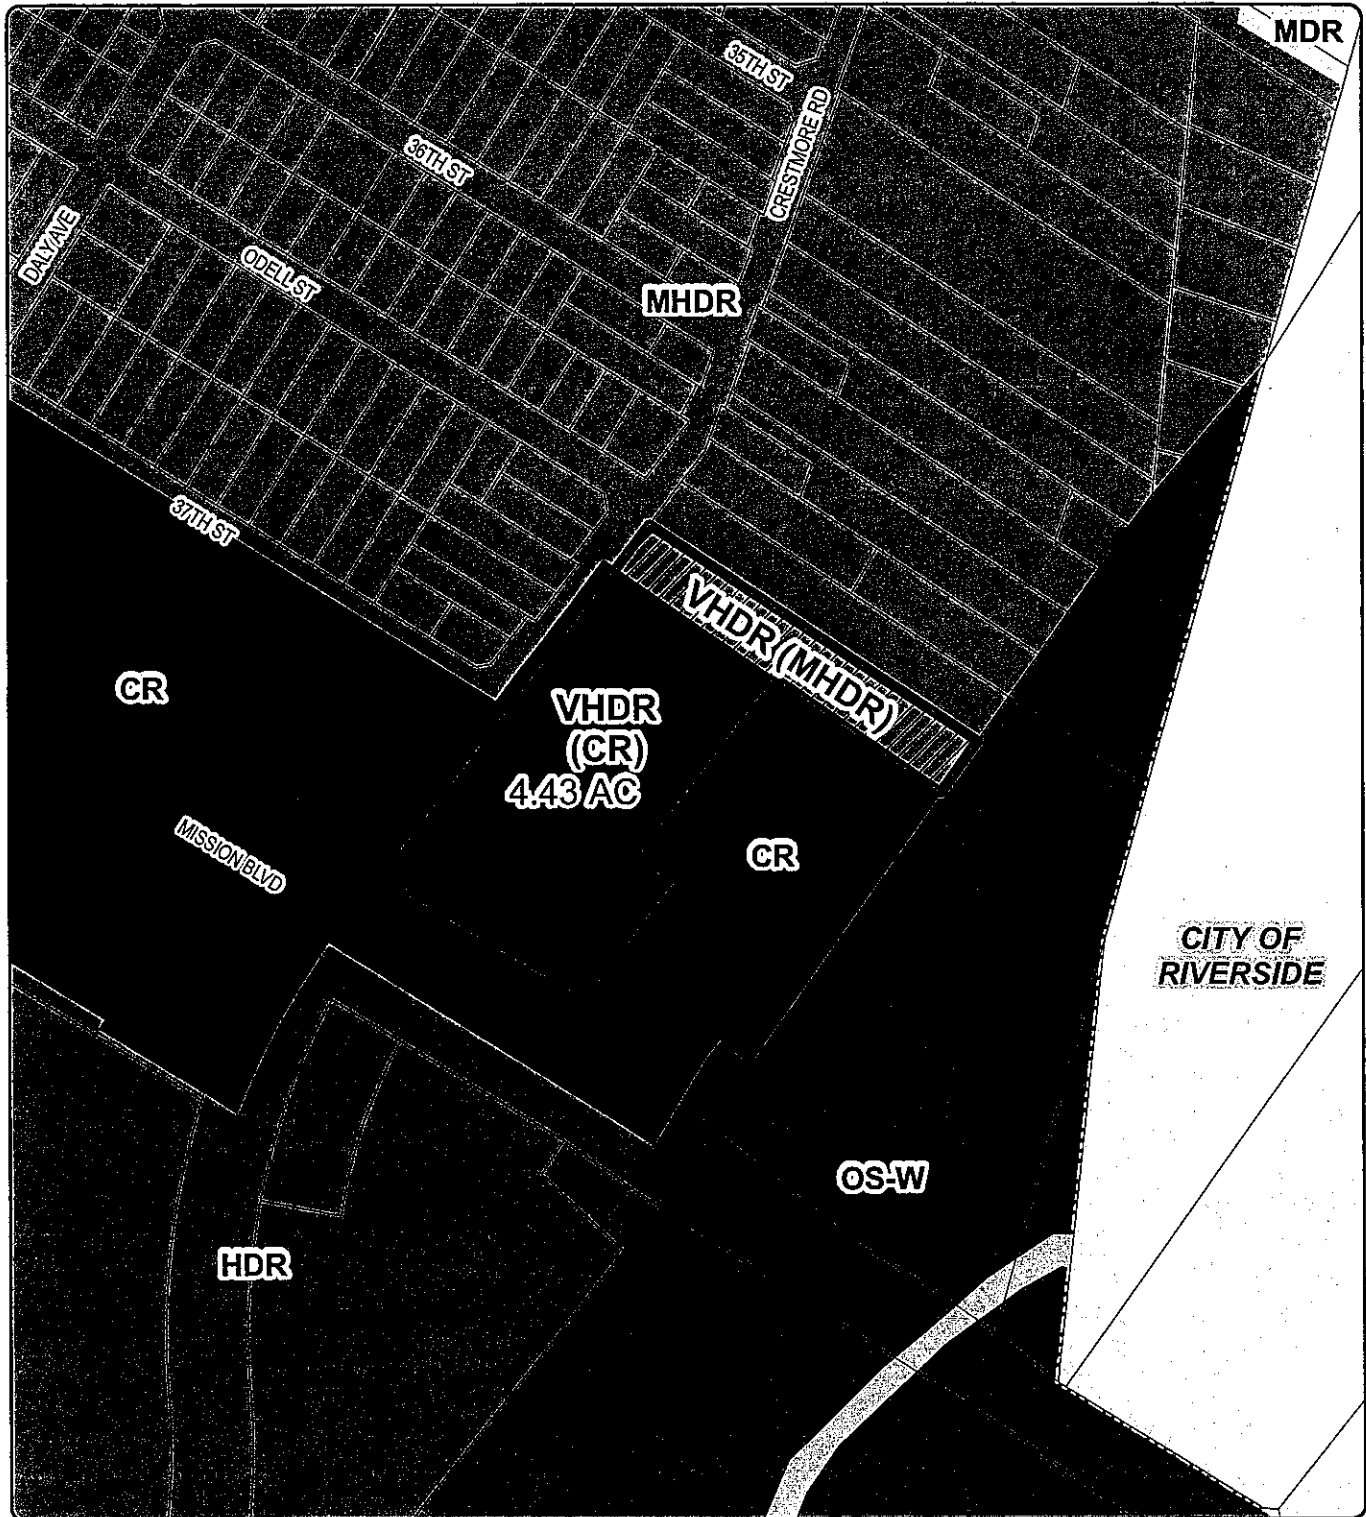 MDR
35TH ST
CRESTMORE RD
36TH ST
DALY AVE
ODELL ST
MHDR
37TH ST
VHDR (MHDR)
CR
VHDR
(CR)
4.43 AC
MISSION BLVD
CR
CITY OF
RIVERSIDE
OS-W
HDR